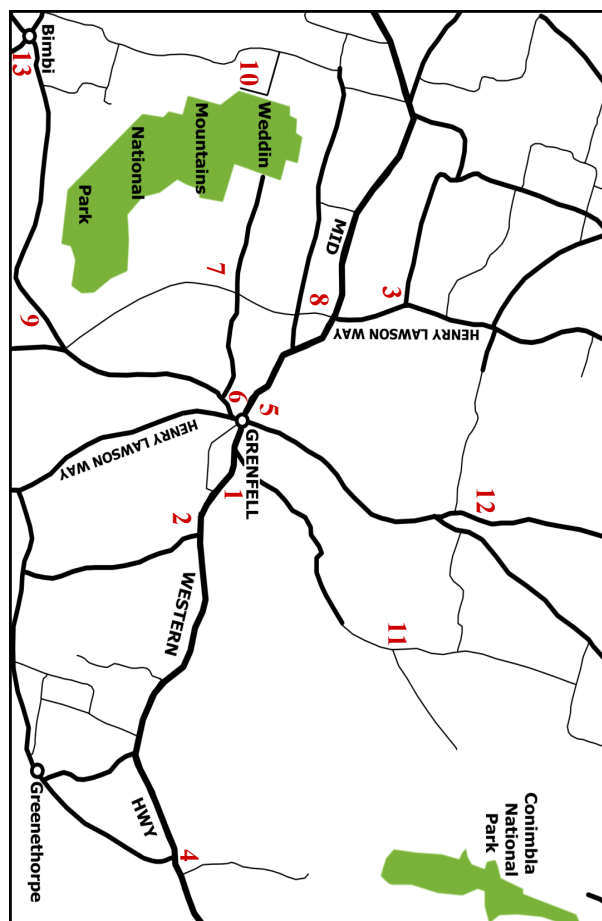 Conimbla
National
Park
12
HENRY LAWSON WAY
3
11
MID
8
5
Weddin
10
GRENFELL
6
1
7
Mountains
4
2
WESTERN
HWY
National
HENRY LAWSON WAY
Park
Bimbi
Greenethorpe
9
13